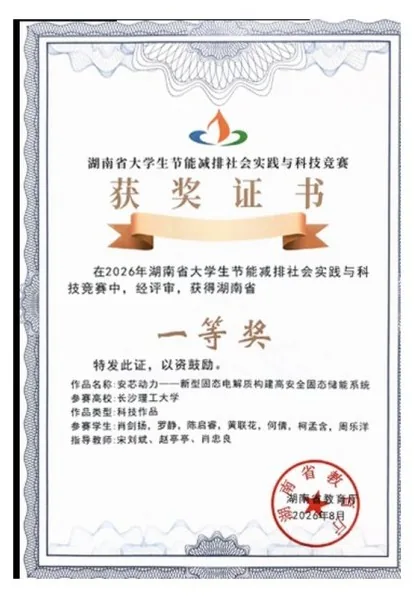 湖南省大学生节能减排社会实践与科技竞赛
获奖证书
在2026年湖南省大学生节能减排社会实践与科
技竞赛中，经评审，获得湖南省
一等奖
特发此证，以资鼓励。
作品名称：安芯动力——新型固态电解质构建高安全固态储能系统
参赛高校：长沙理工大学
作品类型：科技作品
参赛学生：肖剑扬，罗静，陈启睿，黄联花，何倩，柯孟含，周乐洋
指导教师：宋刘斌、赵亭亭、肖忠良
湖南省教育厅
湖南省教育厅
2026年8月